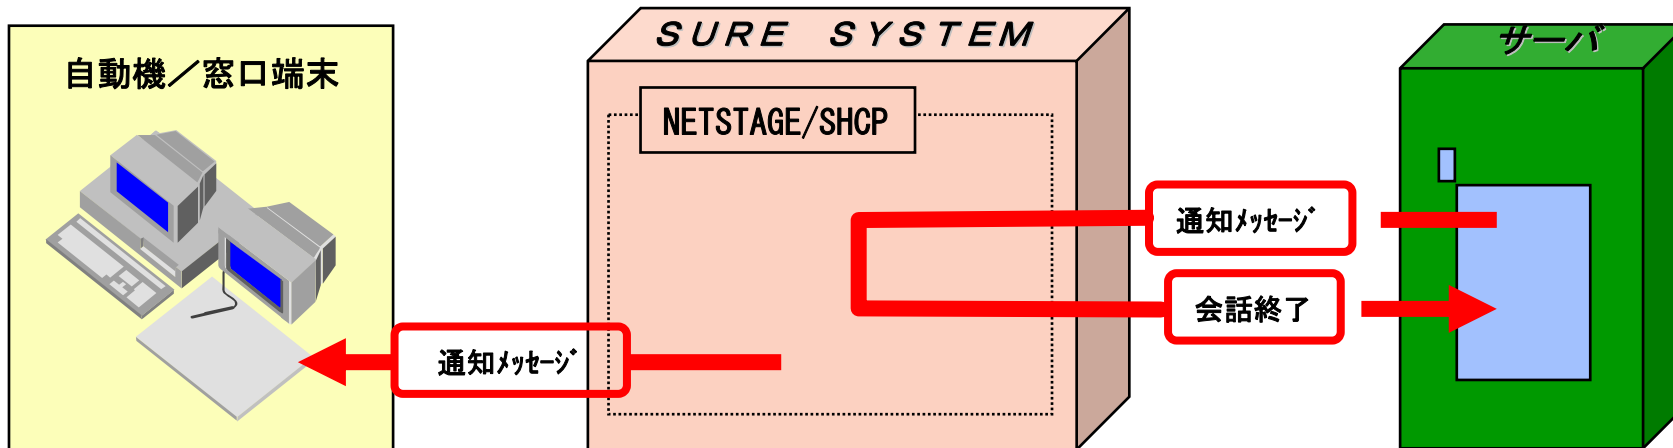 ＳＵＲＥ　ＳＹＳＴＥＭ
サーバ
自動機／窓口端末
NETSTAGE/SHCP
通知ﾒｯｾｰｼﾞ
会話終了
通知ﾒｯｾｰｼﾞ